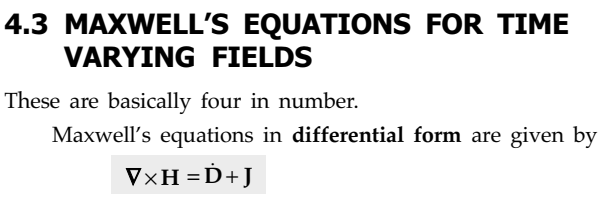 4.3 MAXWELL'S EQUATIONS FOR TIME
VARYING FIELDS
These are basically four in number.
Maxwell's equations in differential form are given by
∇×H = Ḋ+J